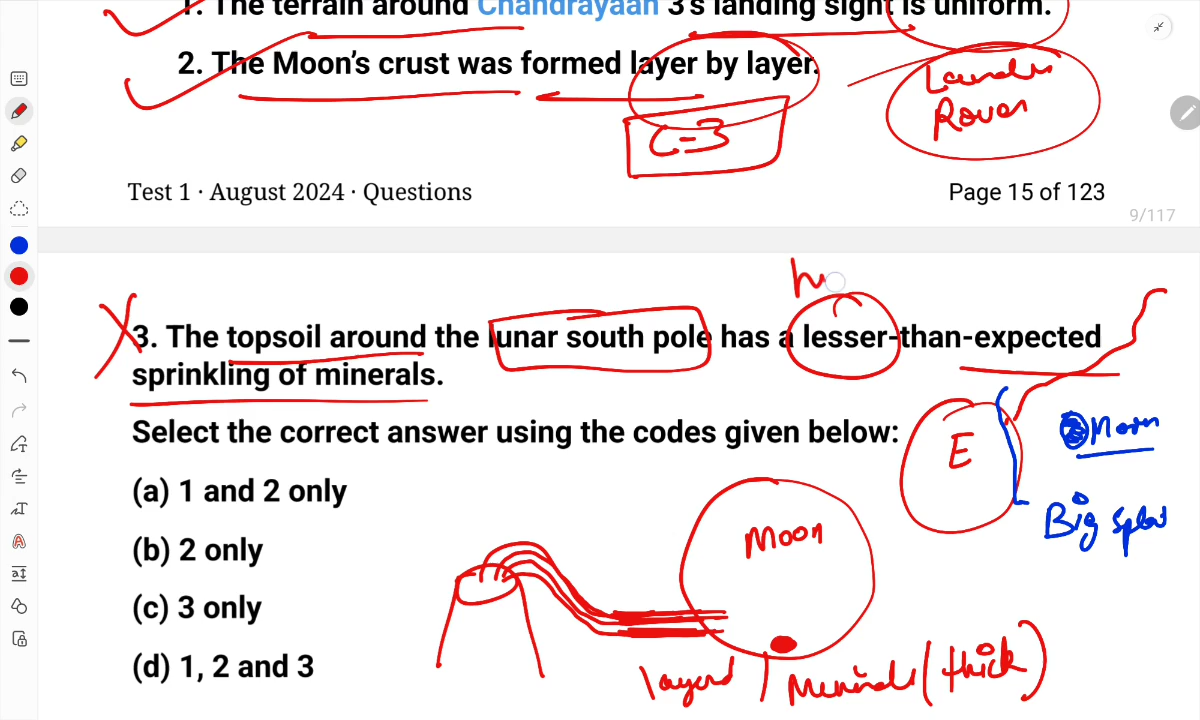 1. The terrain around Chandrayaan 3's landing sight is uniform.
2. The Moon's crust was formed layer by layer.
Lander
Rover
C-3
Test 1 · August 2024 · Questions
Page 15 of 123
9/117
3. The topsoil around the lunar south pole has a lesser-than-expected
sprinkling of minerals.
Select the correct answer using the codes given below:
E
Moon
(a) 1 and 2 only
Moon
Big
(b) 2 only
(c) 3 only
(d) 1, 2 and 3
layerd
(thick)